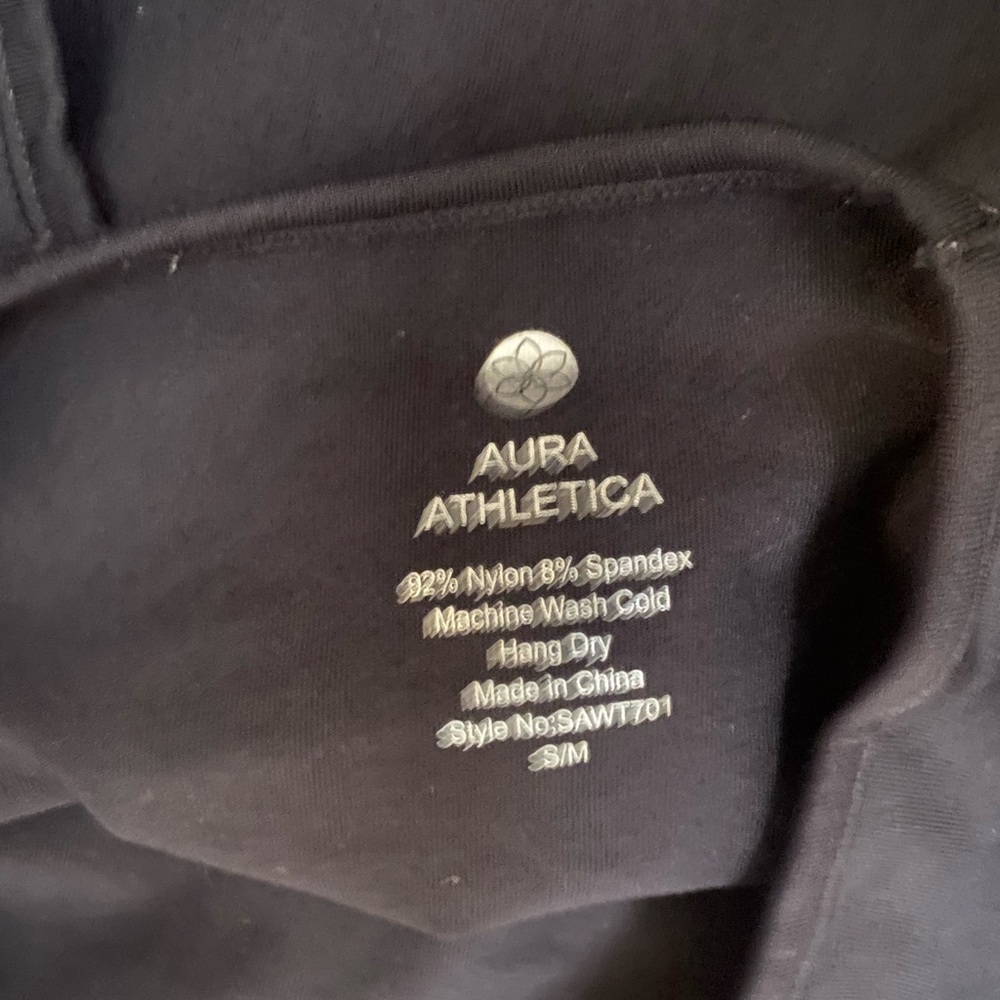 AURA
ATHLETICA
92% Nylon 8% Spandex
Machine Wash Cold
Hang Dry
Made in China
Style No:SAWT701
S/M